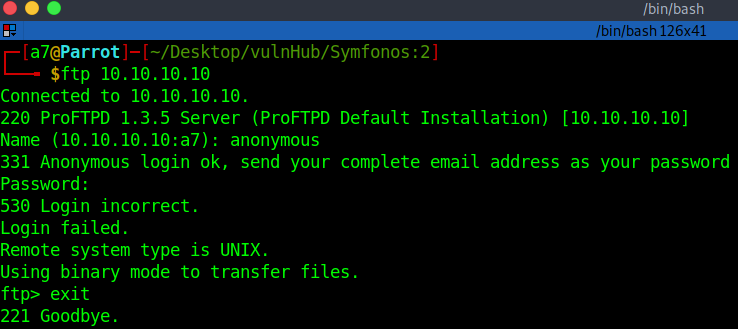 /bin/bash
/bin/bash 126x41
[a7@Parrot]-[~/Desktop/vulnHub/Symfonos:2]
$ftp 10.10.10.10
Connected to 10.10.10.10.
220 ProFTPD 1.3.5 Server (ProFTPD Default Installation) [10.10.10.10]
Name (10.10.10.10:a7): anonymous
331 Anonymous login ok, send your complete email address as your password
Password:
530 Login incorrect.
Login failed.
Remote system type is UNIX.
Using binary mode to transfer files.
ftp> exit
221 Goodbye.